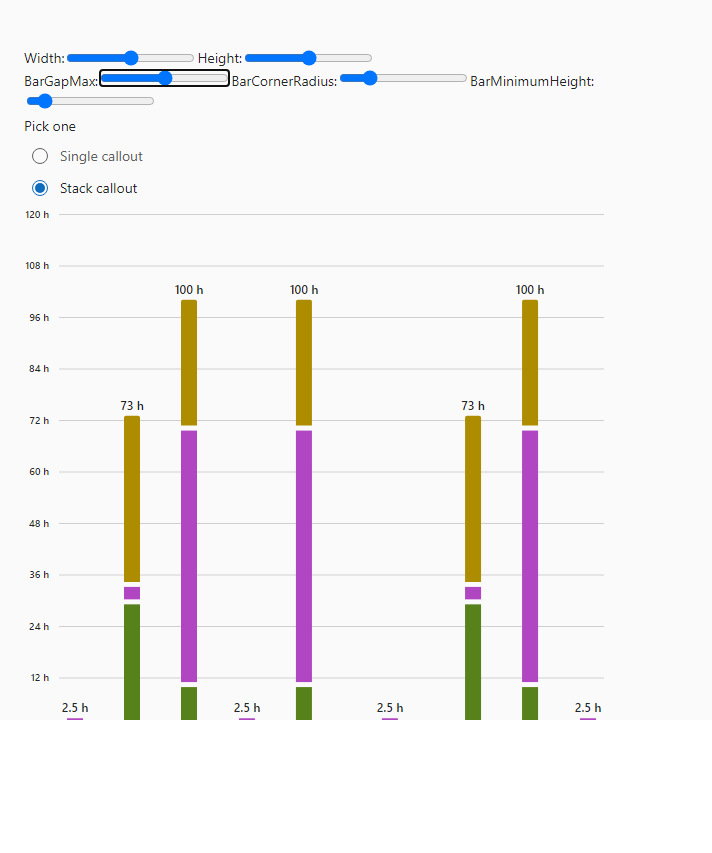 Width: Height:
BarGapMax: BarCornerRadius: BarMinimumHeight:
Pick one
Single callout
Stack callout
120 h
108 h
100 h 100 h 100 h
96 h
84 h
73 h 73 h
72 h
60 h
48 h
36 h
24 h
12 h
2.5 h 2.5 h 2.5 h 2.5 h